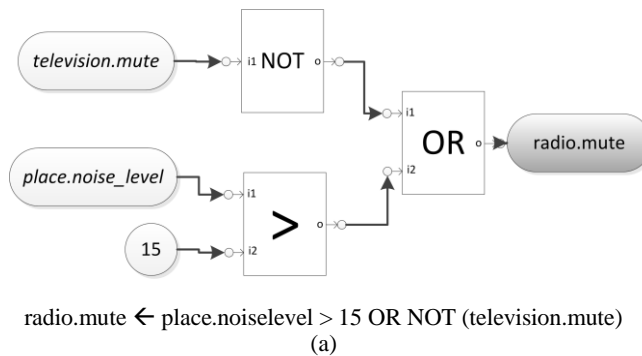 television.mute
i1 NOT o
i1
OR o
i2
radio.mute
place.noise_level
i1
> o
i2
15
radio.mute ← place.noiselevel > 15 OR NOT (television.mute)
(a)